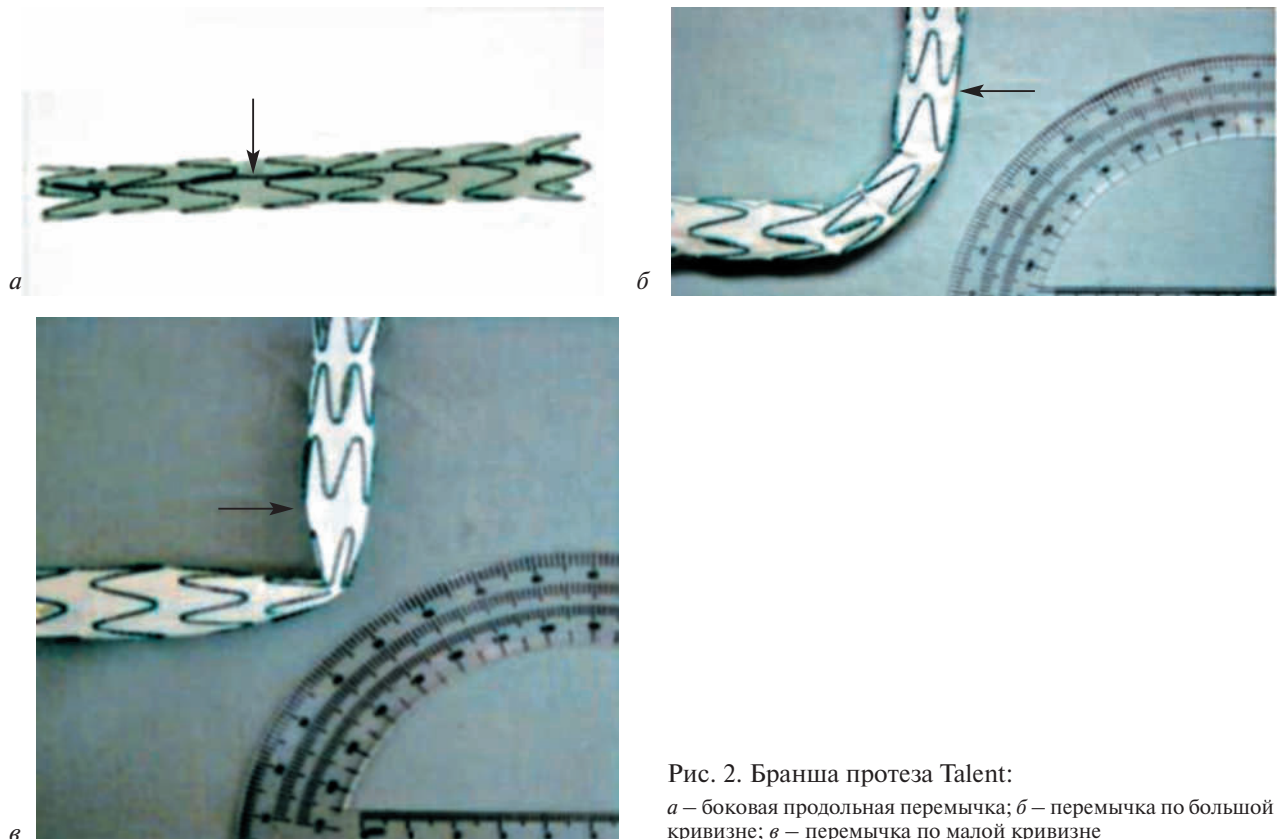 а
б
в
Рис. 2. Бранша протеза Talent:
а – боковая продольная перемычка; б – перемычка по большой
кривизне; в – перемычка по малой кривизне